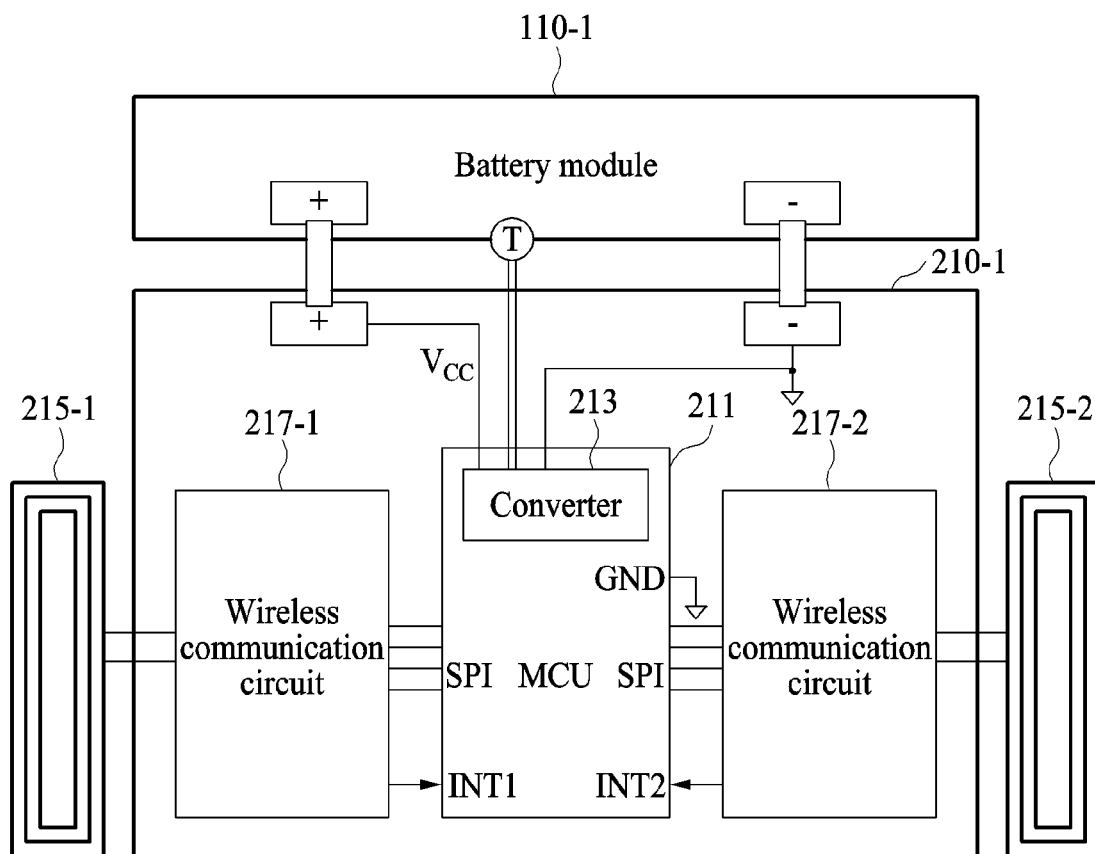 110-1
Battery module
+
-
T
210-1
+
-
VCC
215-1
217-1
213
211
217-2
215-2
Converter
GND
Wireless
communication
circuit
Wireless
communication
circuit
SPI
MCU
SPI
INT1
INT2